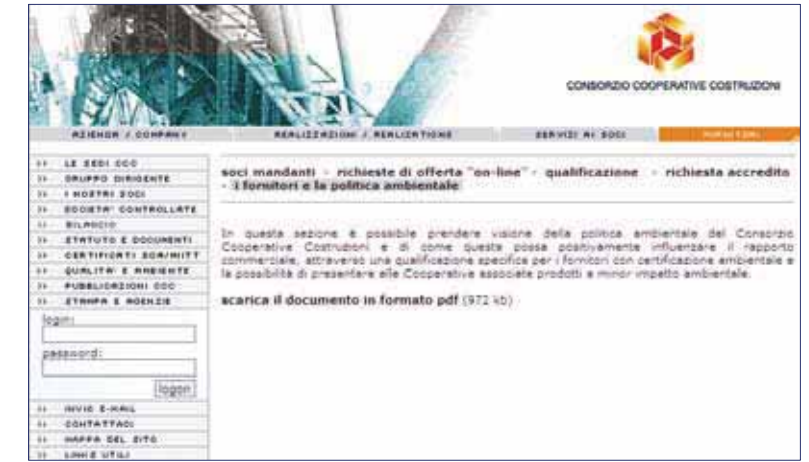 CONSORZIO COOPERATIVE COSTRUZIONI
AZIENDA / COMPANY
REALIZZAZIONI / REALIZATIONS
SERVIZI AI SOCI
FORNITORI
LE SEDI CCC
GRUPPO DIRIGENTE
I NOSTRI SOCI
SOCIETA' CONTROLLATE
BILANCIO
STATUTO E DOCUMENTI
CERTIFICATI SOA/MIITT
QUALITA' E AMBIENTE
PUBBLICAZIONI CCC
STAMPA E AGENZIE
login:
password:
logon
INVIO E-MAIL
CONTATTACI
MAPPA DEL SITO
LINKS UTILI
soci mandanti - richieste di offerta "on-line" - qualificazione - richiesta accredito
- i fornitori e la politica ambientale
In questa sezione è possibile prendere visione della politica ambientale del Consorzio
Cooperative Costruzioni e di come questa possa positivamente influenzare il rapporto
commerciale, attraverso una qualificazione specifica per i fornitori con certificazione ambientale e
la possibilità di presentare alle Cooperative associate prodotti a minor impatto ambientale.
scarica il documento in formato pdf (972 kb)